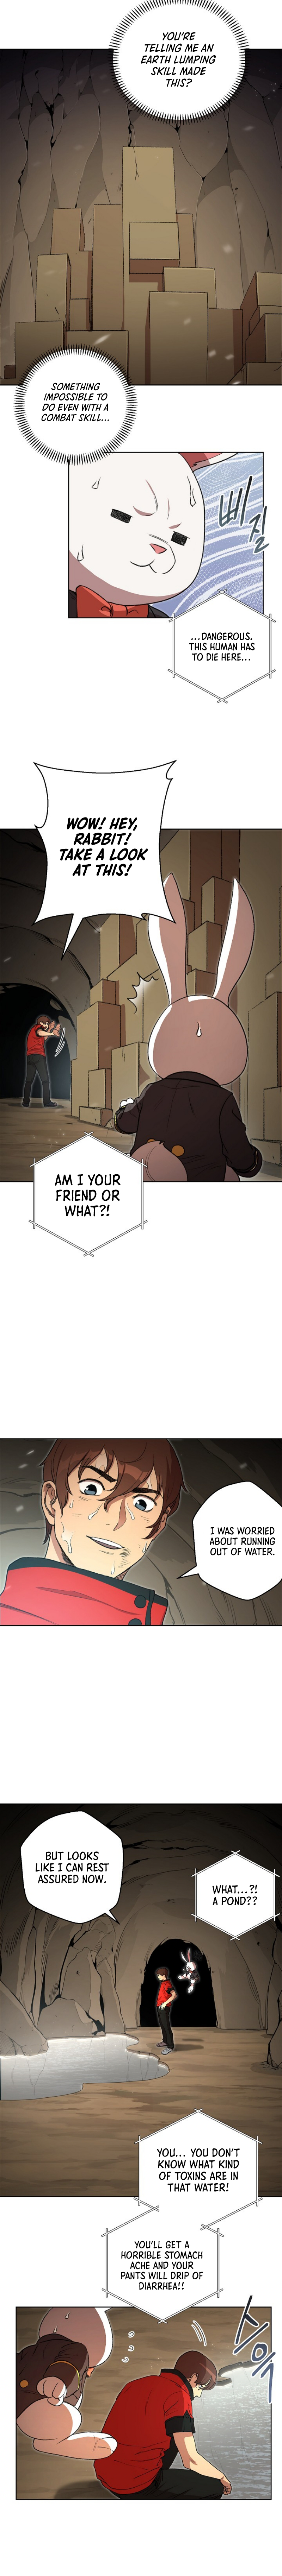 YOU'RE
TELLING ME AN
EARTH LUMPING
SKILL MADE
THIS?
SOMETHING
IMPOSSIBLE TO
DO EVEN WITH A
COMBAT SKILL...
삐질
...DANGEROUS.
THIS HUMAN HAS
TO DIE HERE...
WOW! HEY,
RABBIT!
TAKE A LOOK
AT THIS!
AM I YOUR
FRIEND OR
WHAT?!
I WAS WORRIED
ABOUT RUNNING
OUT OF WATER.
BUT LOOKS
LIKE I CAN REST
ASSURED NOW.
WHAT...?!
A POND??
YOU... YOU DON'T
KNOW WHAT KIND
OF TOXINS ARE IN
THAT WATER!
YOU'LL GET A
HORRIBLE STOMACH
ACHE AND YOUR
PANTS WILL DRIP OF
DIARRHEA!!